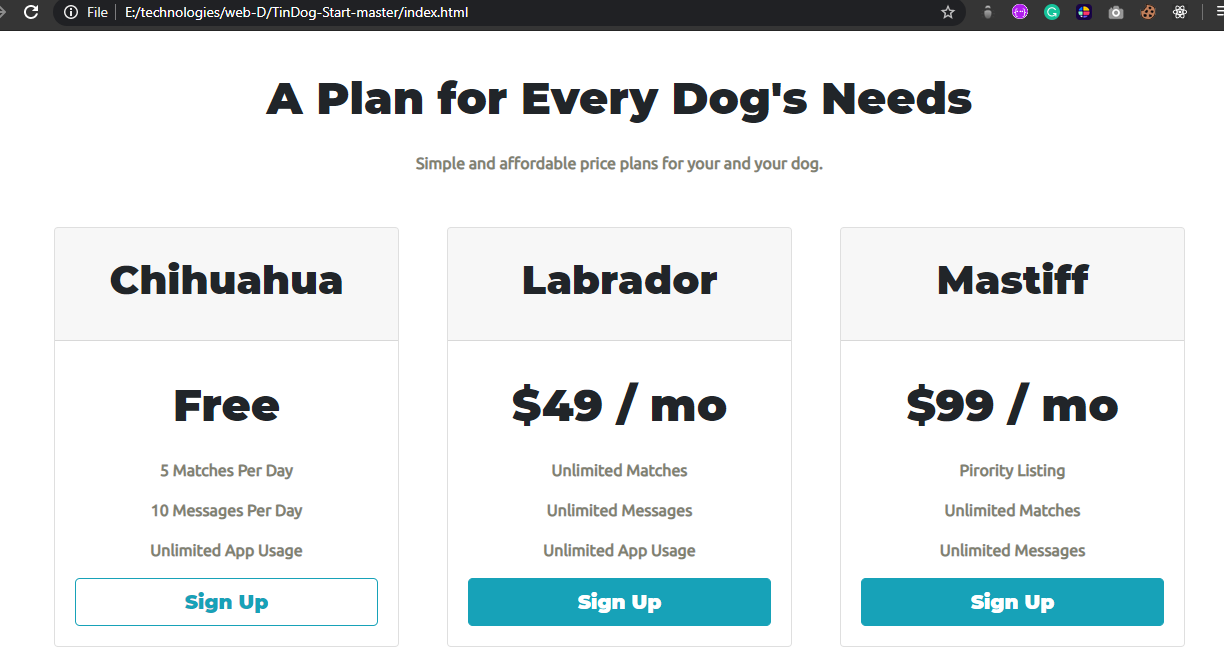 File
E:/technologies/web-D/TinDog-Start-master/index.html
A Plan for Every Dog's Needs
Simple and affordable price plans for your and your dog.
Chihuahua
Free
5 Matches Per Day
10 Messages Per Day
Unlimited App Usage
Sign Up
Labrador
$49 / mo
Unlimited Matches
Unlimited Messages
Unlimited App Usage
Sign Up
Mastiff
$99 / mo
Pirority Listing
Unlimited Matches
Unlimited Messages
Sign Up